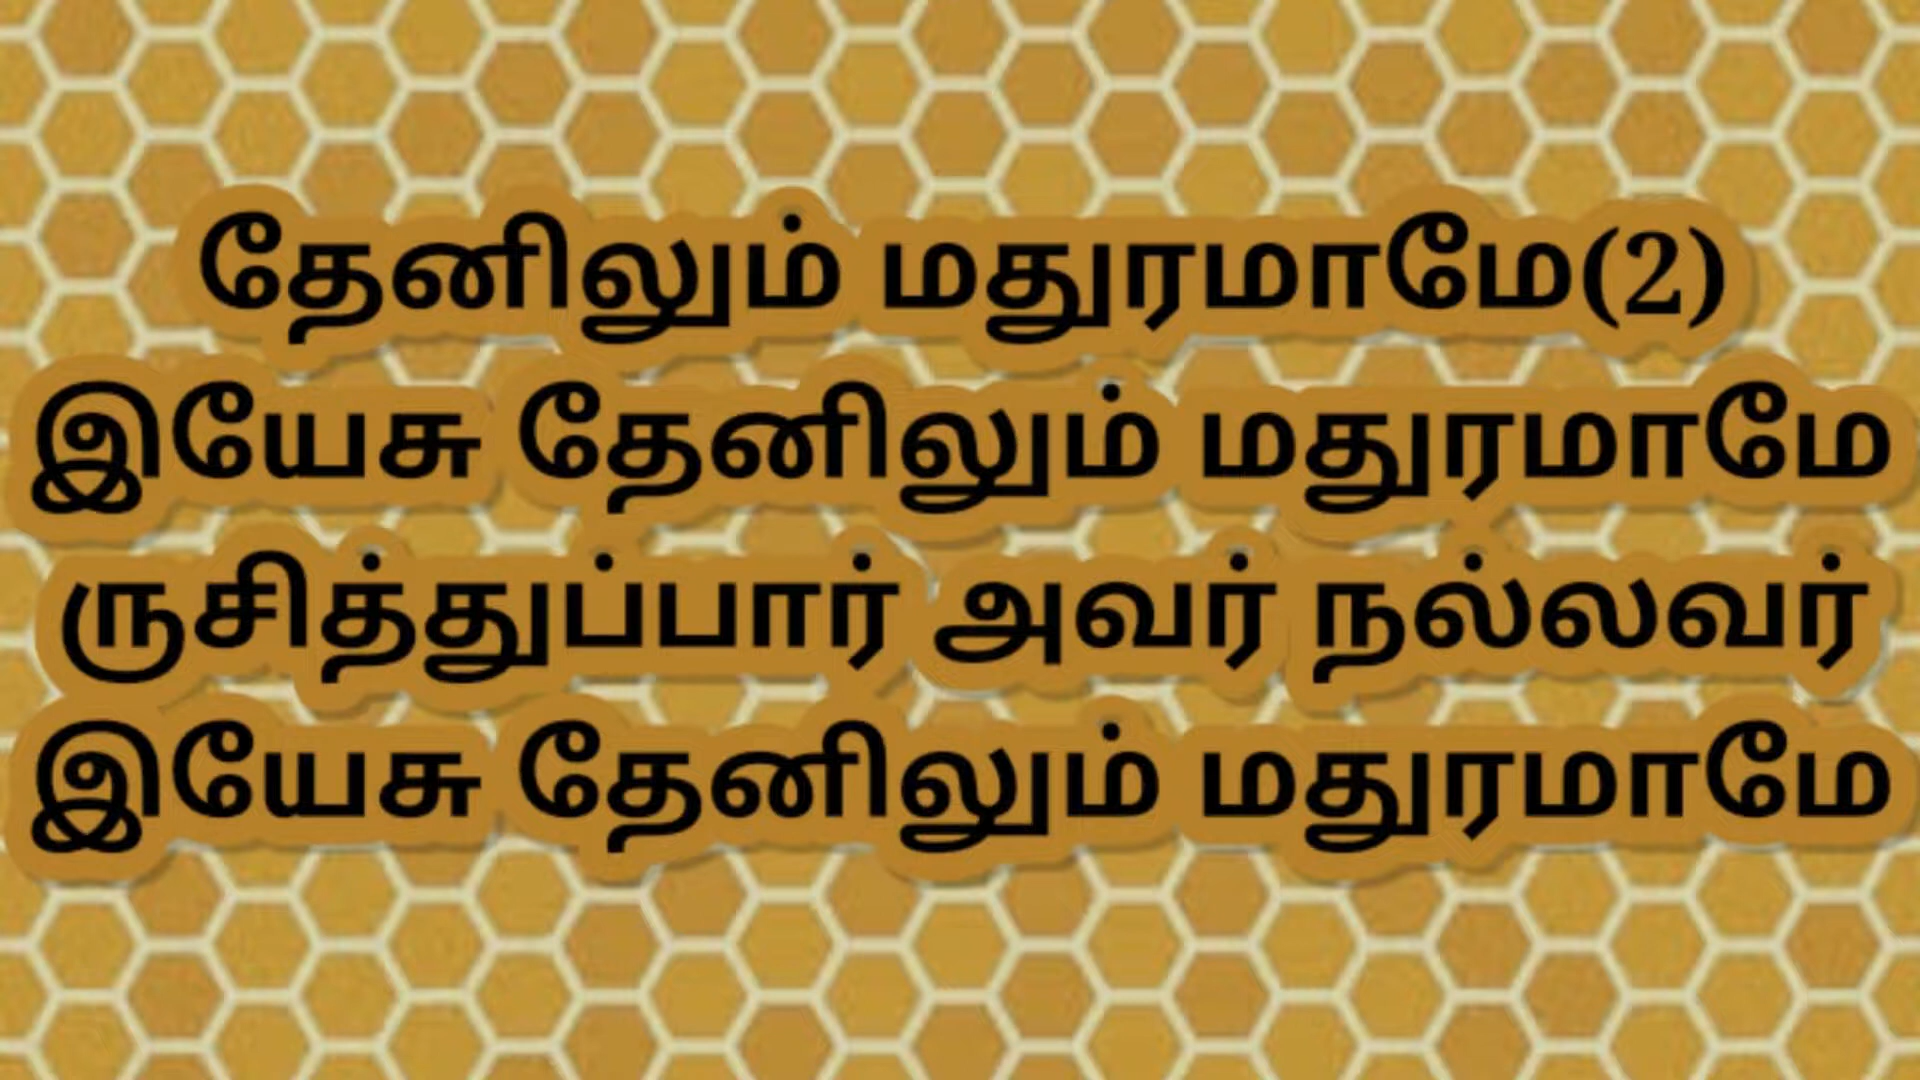 தேனிலும் மதுரமாமே(2)
இயேசு தேனிலும் மதுரமாமே
ருசித்துப்பார் அவர் நல்லவர்
இயேசு தேனிலும் மதுரமாமே